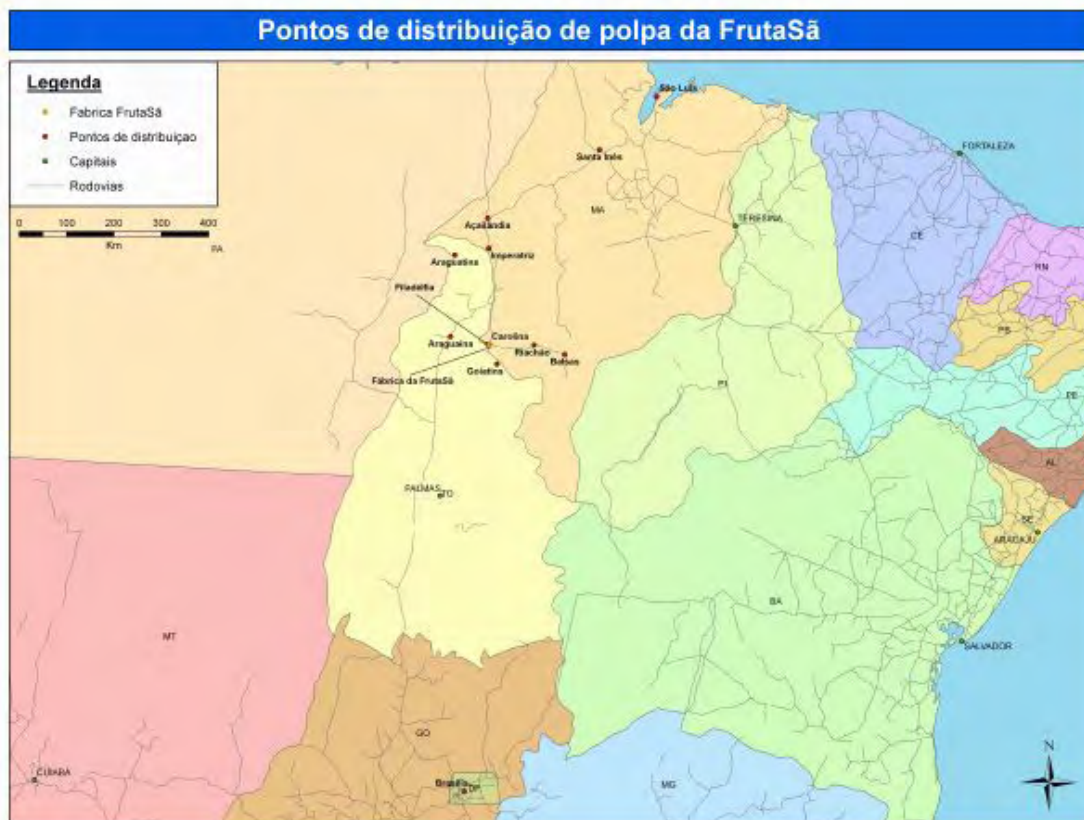 Pontos de distribuição de polpa da FrutaSã
Legenda
Fabrica FrutaSã
Pontos de distribuiçao
Capitais
Rodovias
0 100 200 300 400
Km
PA
São Luís
Santa Inês
FORTALEZA
MA
Açailândia
TERESINA
CE
Imperatriz
Araguatins
RN
Filadélfia
PB
Carolina
Araguaina
Riachão
Balsas
Goiatins
Fábrica da FrutaSã
PI
PE
AL
PALMAS
TO
SE
ARACAJU
BA
MT
SALVADOR
GO
N
CUIABÁ
Brasília
DF
MG